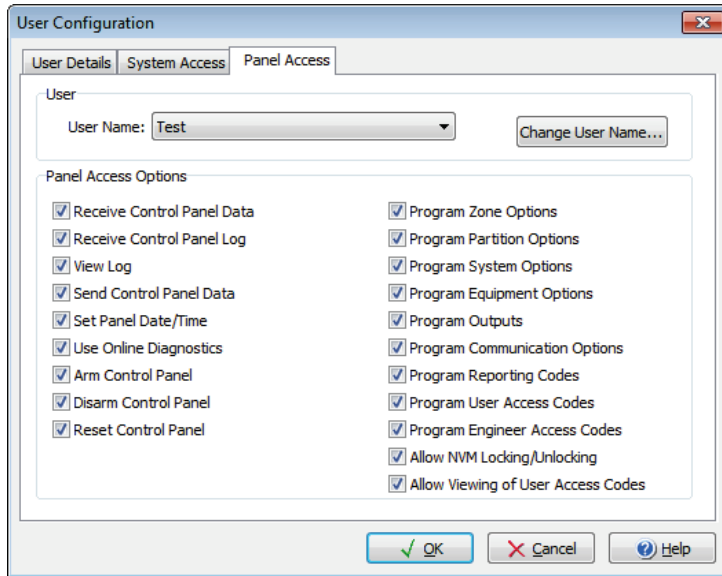 User Configuration
User Details System Access Panel Access
User
User Name: Test Change User Name...
Panel Access Options
Receive Control Panel Data
Receive Control Panel Log
View Log
Send Control Panel Data
Set Panel Date/Time
Use Online Diagnostics
Arm Control Panel
Disarm Control Panel
Reset Control Panel
Program Zone Options
Program Partition Options
Program System Options
Program Equipment Options
Program Outputs
Program Communication Options
Program Reporting Codes
Program User Access Codes
Program Engineer Access Codes
Allow NVM Locking/Unlocking
Allow Viewing of User Access Codes
OK Cancel Help